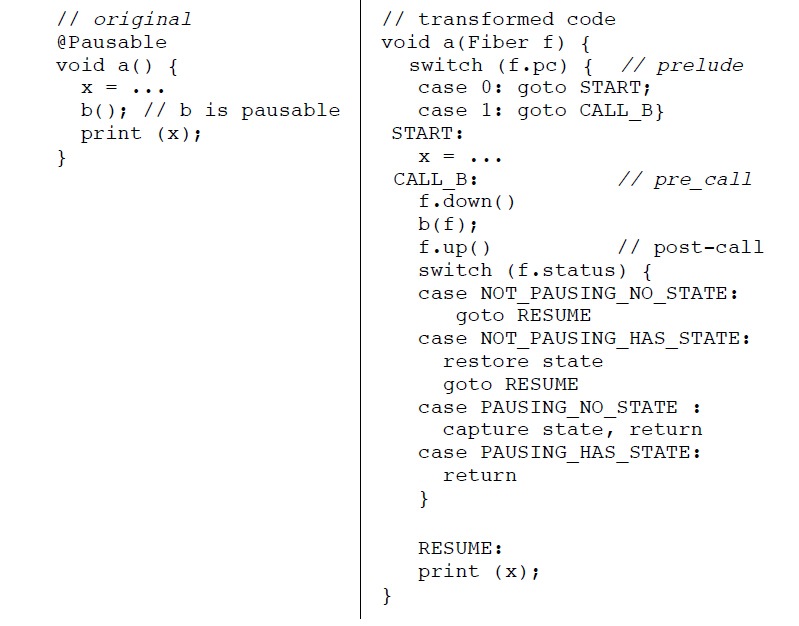 // original
@Pausable
void a() {
x = ...
b(); // b is pausable
print (x);
}
// transformed code
void a(Fiber f) {
switch (f.pc) { // prelude
case 0: goto START;
case 1: goto CALL_B}
START:
x = ...
CALL_B: // pre_call
f.down()
b(f);
f.up() // post-call
switch (f.status) {
case NOT_PAUSING_NO_STATE:
goto RESUME
case NOT_PAUSING_HAS_STATE:
restore state
goto RESUME
case PAUSING_NO_STATE :
capture state, return
case PAUSING_HAS_STATE:
return
}
RESUME:
print (x);
}